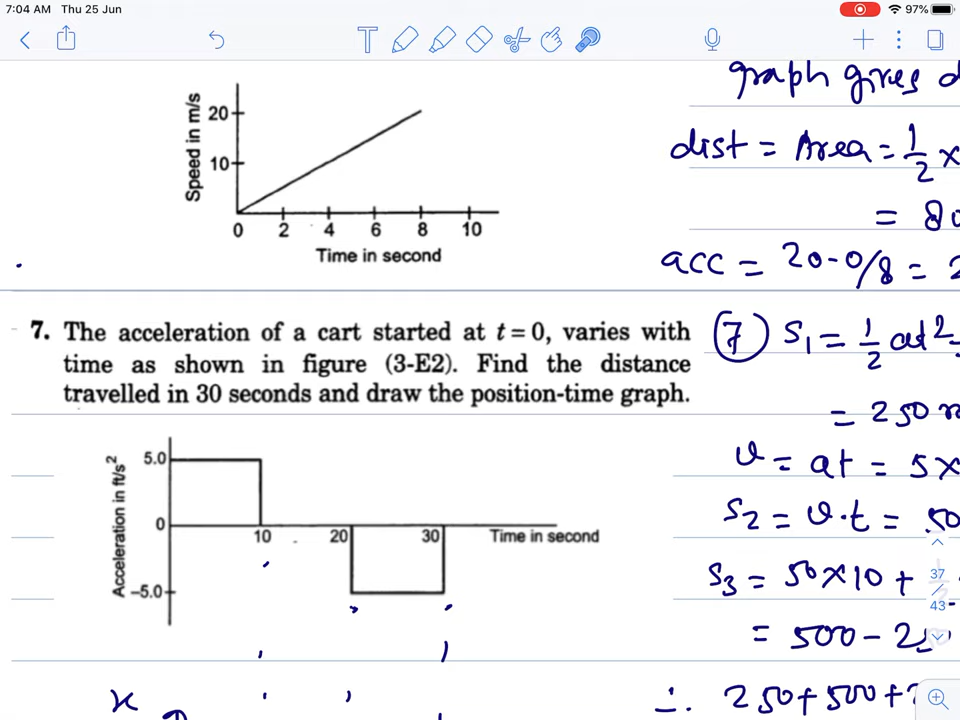 7:04 AM Thu 25 Jun
97%
T
Speed in m/s
20
10
0 2 4 6 8 10
Time in second
graph gives
dist = Area = 1/2 ×
= 80
acc = 20-0/8 =
7. The acceleration of a cart started at t = 0, varies with
time as shown in figure (3-E2). Find the distance
travelled in 30 seconds and draw the position-time graph.
Acceleration in ft/s²
5.0
0
−5.0
10 20 30 Time in second
(7) S₁ = 1/2 at²
= 250
v = at = 5×
S₂ = v·t = 50
S₃ = 50×10 +
= 500 −
∴ 250+500+
x
37
43